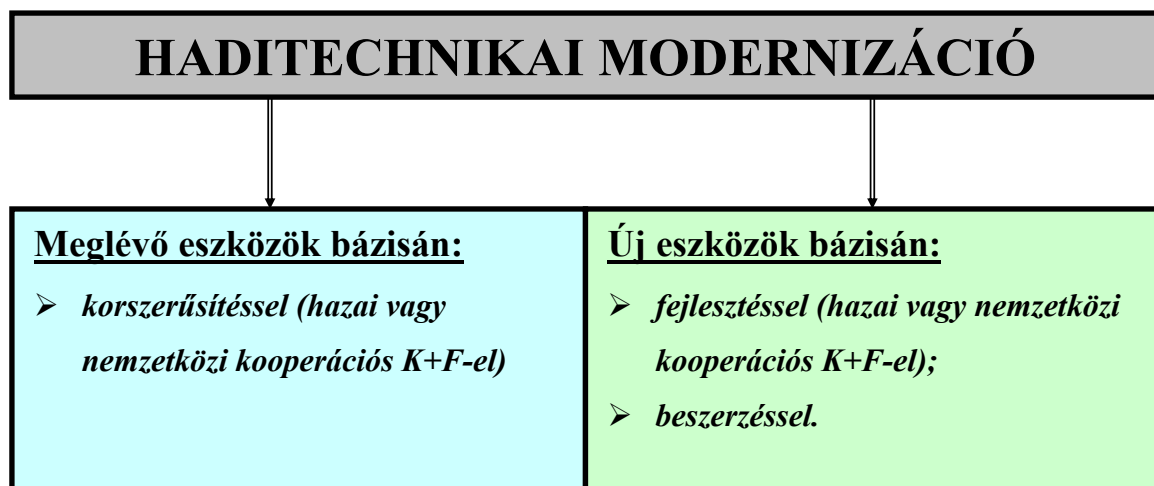 HADITECHNIKAI MODERNIZÁCIÓ
Meglévő eszközök bázisán:
➢ korszerűsítéssel (hazai vagy
nemzetközi kooperációs K+F-el)
Új eszközök bázisán:
➢ fejlesztéssel (hazai vagy nemzetközi
kooperációs K+F-el);
➢ beszerzéssel.